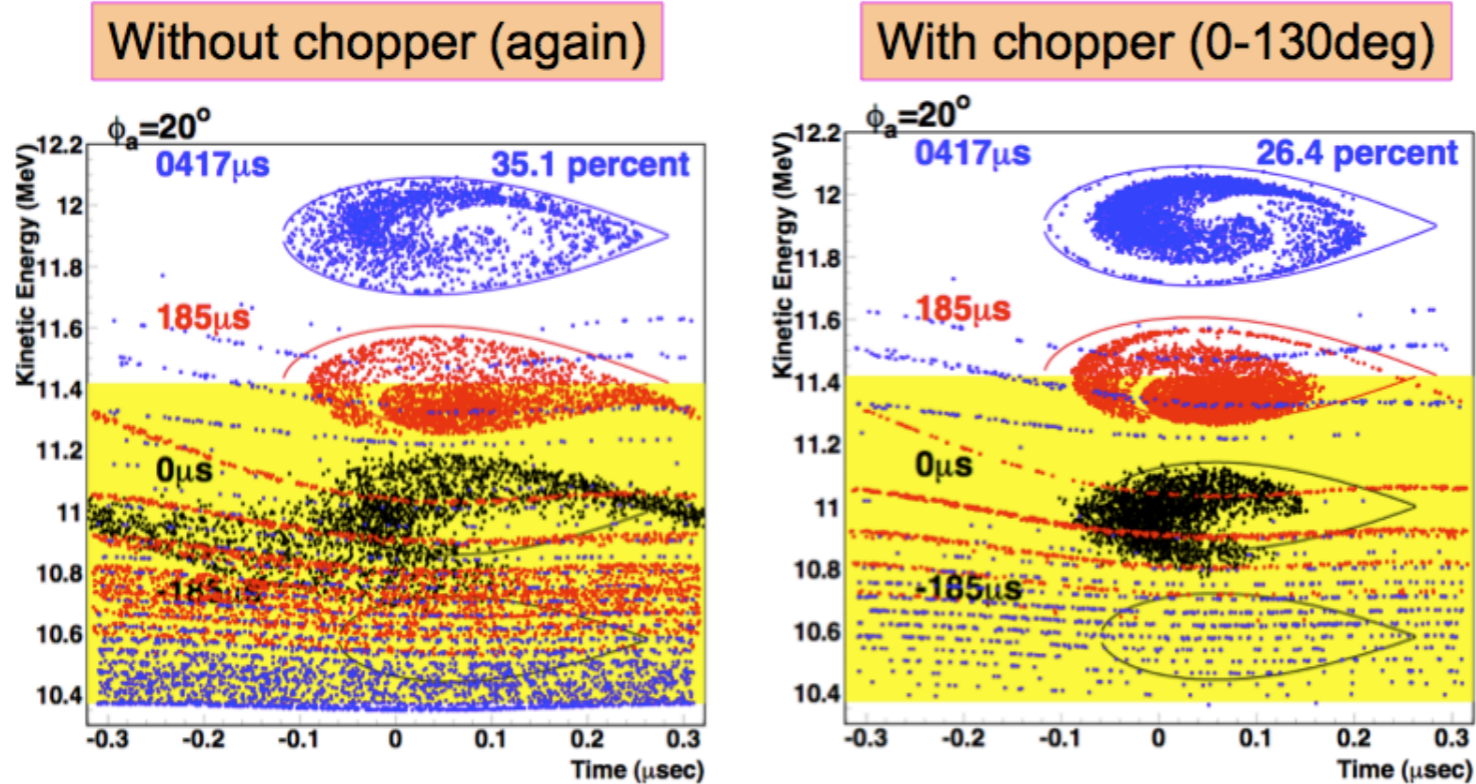 Without chopper (again)
ϕa=20°
0417μs 35.1 percent
185μs
0μs
-185μs
Kinetic Energy (MeV)
12.2
12
11.8
11.6
11.4
11.2
11
10.8
10.6
10.4
-0.3 -0.2 -0.1 0 0.1 0.2 0.3
Time (μsec)
With chopper (0-130deg)
ϕa=20°
0417μs 26.4 percent
185μs
0μs
-185μs
Kinetic Energy (MeV)
12.2
12
11.8
11.6
11.4
11.2
11
10.8
10.6
10.4
-0.3 -0.2 -0.1 0 0.1 0.2 0.3
Time (μsec)